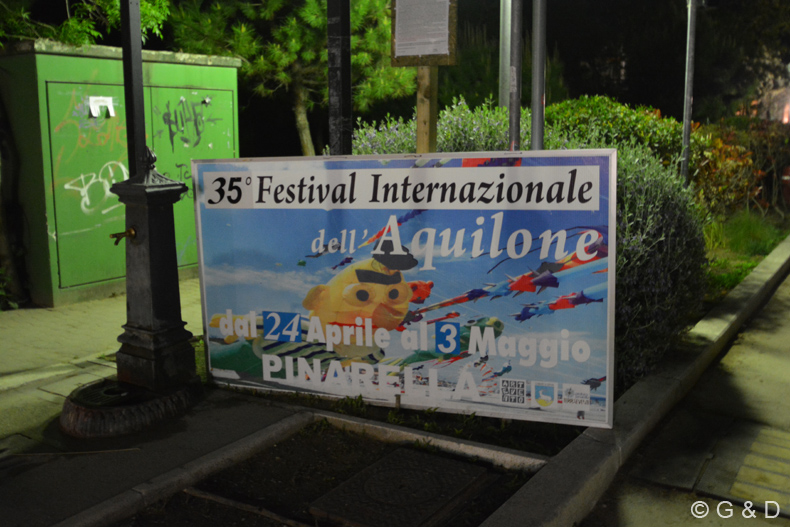 35° Festival Internazionale
dell'Aquilone
dal 24 Aprile al 3 Maggio
PINARELLA
© G & D